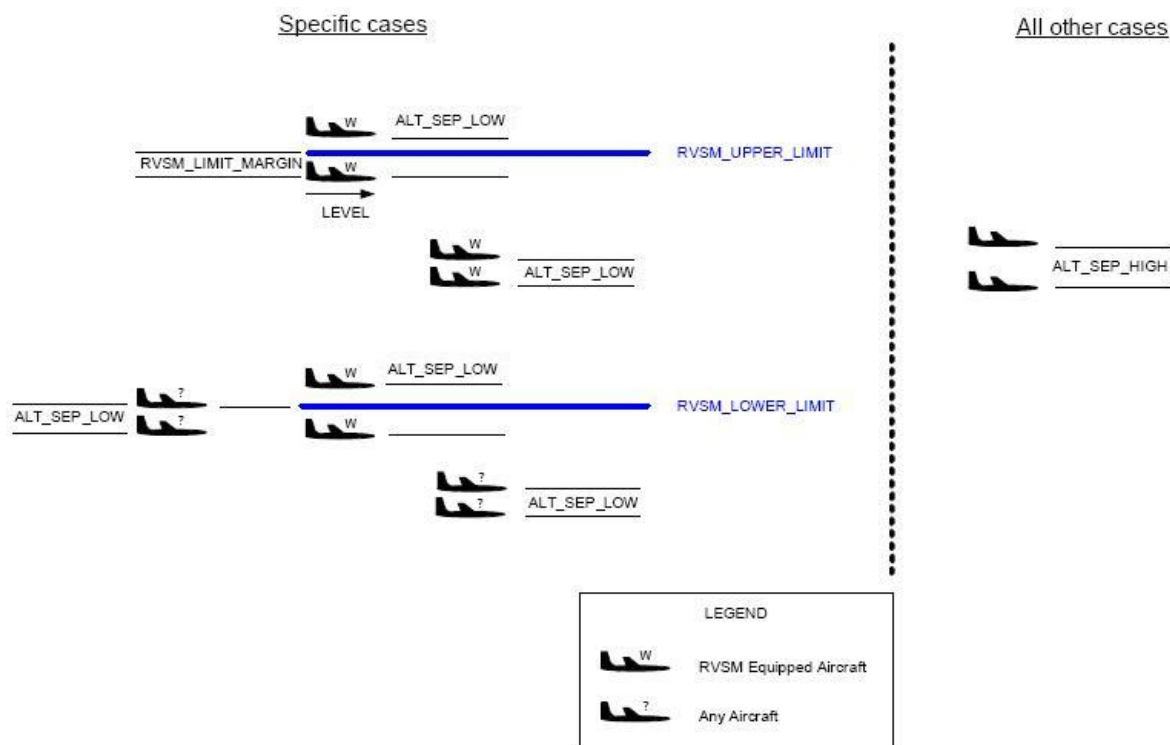 Specific cases
All other cases
W
ALT_SEP_LOW
RVSM_UPPER_LIMIT
RVSM_LIMIT_MARGIN
W
LEVEL
W
W
ALT_SEP_LOW
ALT_SEP_HIGH
W
ALT_SEP_LOW
?
ALT_SEP_LOW
?
RVSM_LOWER_LIMIT
W
?
?
ALT_SEP_LOW
LEGEND
W
RVSM Equipped Aircraft
?
Any Aircraft